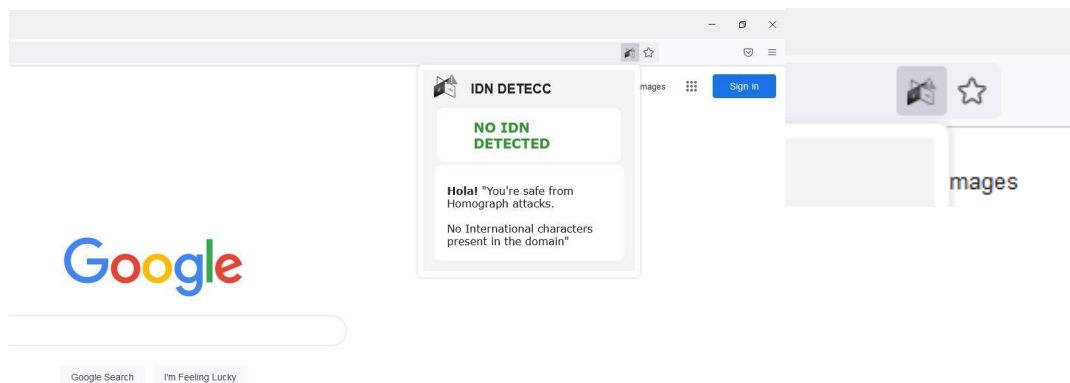 mages
Sign in
IDN DETECC
NO IDN
DETECTED
Hola! "You're safe from
Homograph attacks.
No International characters
present in the domain"
Google
Google Search
I'm Feeling Lucky
mages